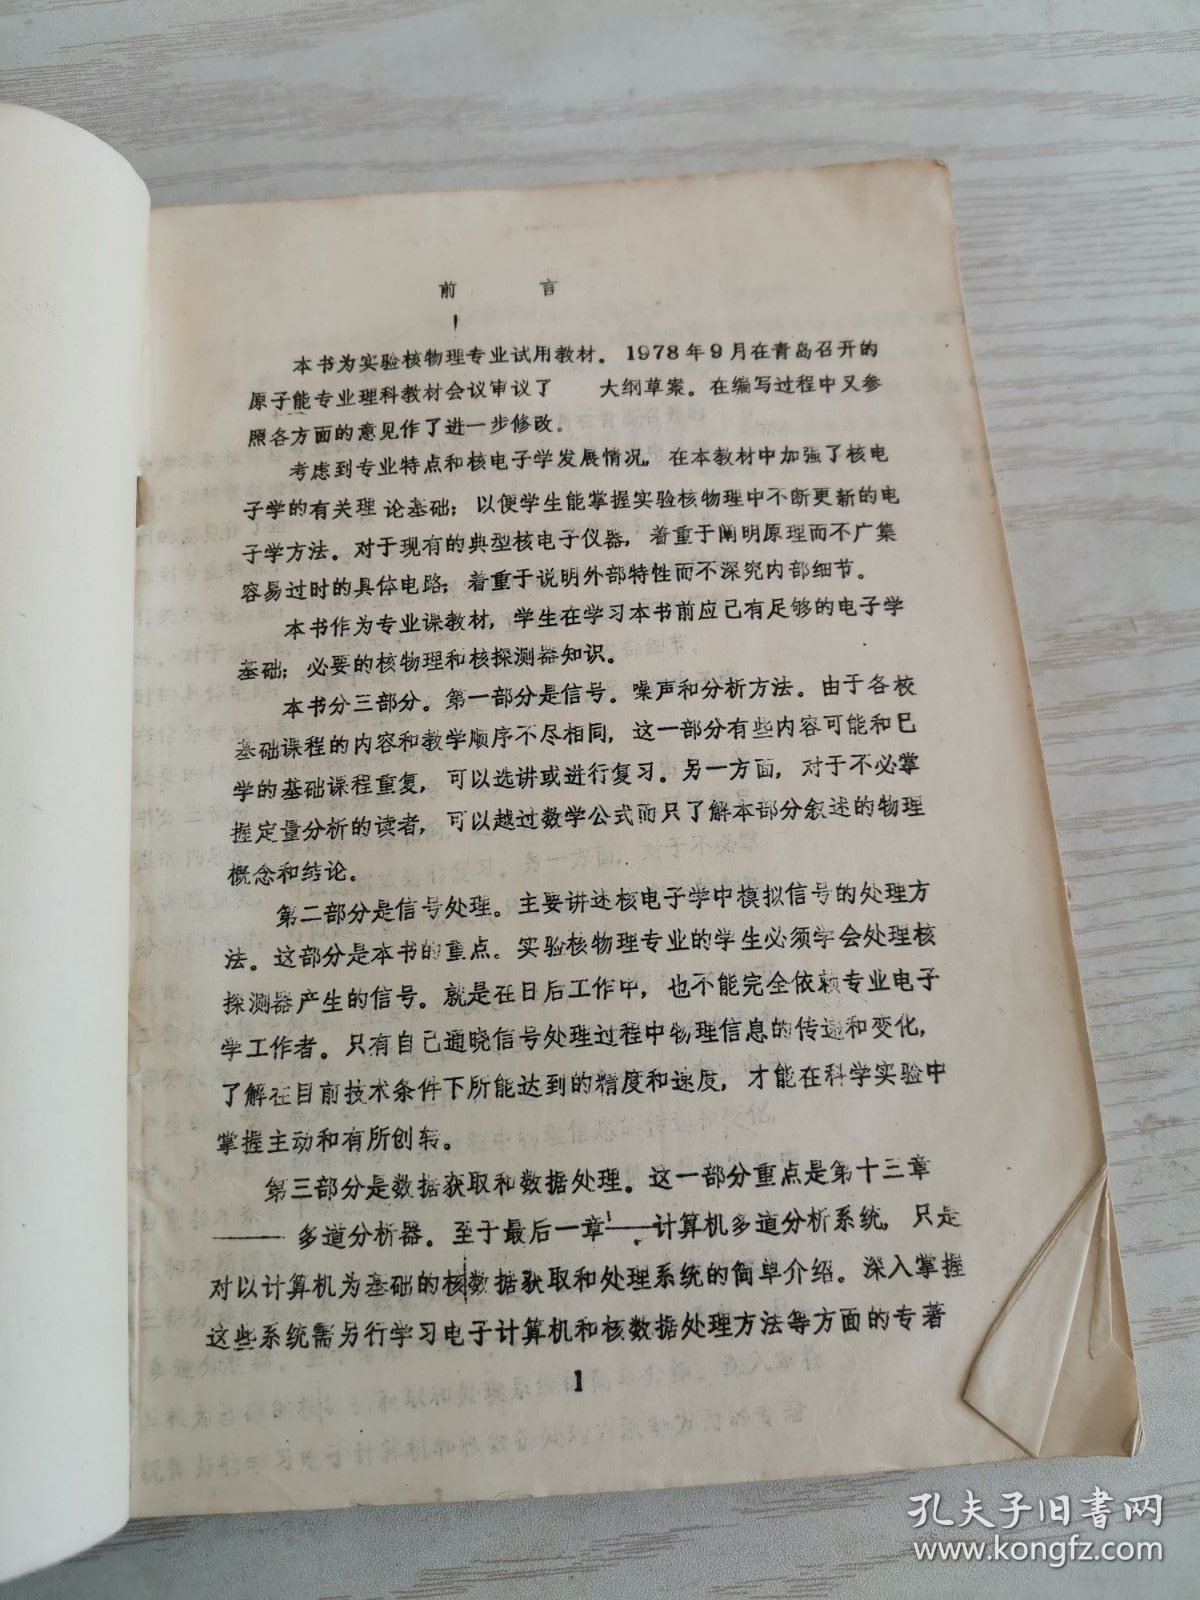 前 言
本书为实验核物理专业试用教材。1978年9月在青岛召开的
原子能专业理科教材会议审议了 大纲草案。在编写过程中又参
照各方面的意见作了进一步修改。
考虑到专业特点和核电子学发展情况，在本教材中加强了核电
子学的有关理论基础；以便学生能掌握实验核物理中不断更新的电
子学方法。对于现有的典型核电子仪器，着重于阐明原理而不广集
容易过时的具体电路；着重于说明外部特性而不深究内部细节。
本书作为专业课教材，学生在学习本书前应已有足够的电子学
基础；必要的核物理和核探测器知识。
本书分三部分。第一部分是信号。噪声和分析方法。由于各校
基础课程的内容和教学顺序不尽相同，这一部分有些内容可能和已
学的基础课程重复，可以选讲或进行复习。另一方面，对于不必掌
握定量分析的读者，可以越过数学公式而只了解本部分叙述的物理
概念和结论。
第二部分是信号处理。主要讲述核电子学中模拟信号的处理方
法。这部分是本书的重点。实验核物理专业的学生必须学会处理核
探测器产生的信号。就是在日后工作中，也不能完全依赖专业电子
学工作者。只有自己通晓信号处理过程中物理信息的传递和变化，
了解在目前技术条件下所能达到的精度和速度，才能在科学实验中
掌握主动和有所创转。
第三部分是数据获取和数据处理。这一部分重点是第十三章
——多道分析器。至于最后一章——计算机多道分析系统，只是
对以计算机为基础的核数据获取和处理系统的简单介绍。深入掌握
这些系统需另行学习电子计算机和核数据处理方法等方面的专著
1
孔夫子旧书网
www.kongfz.com